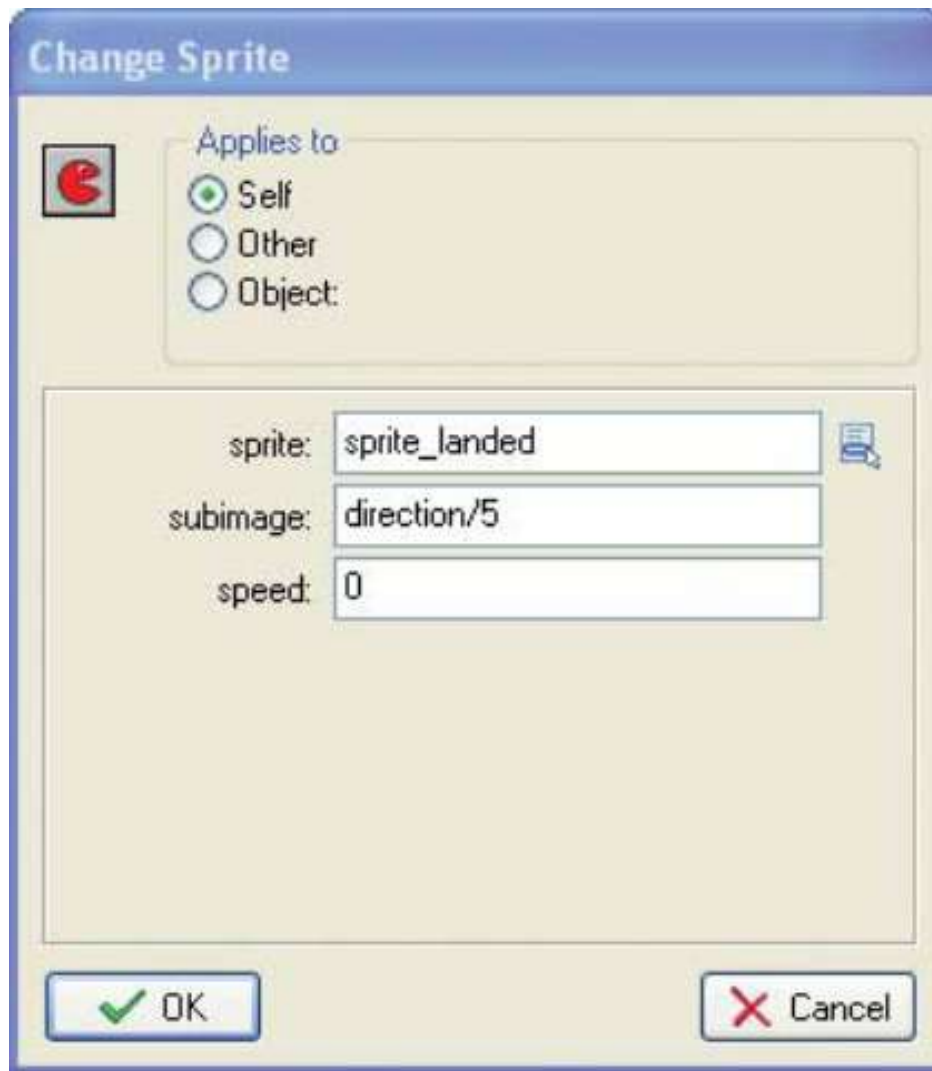 Change Sprite
Applies to
Self
Other
Object:
sprite: sprite_landed
subimage: direction/5
speed: 0
OK
Cancel